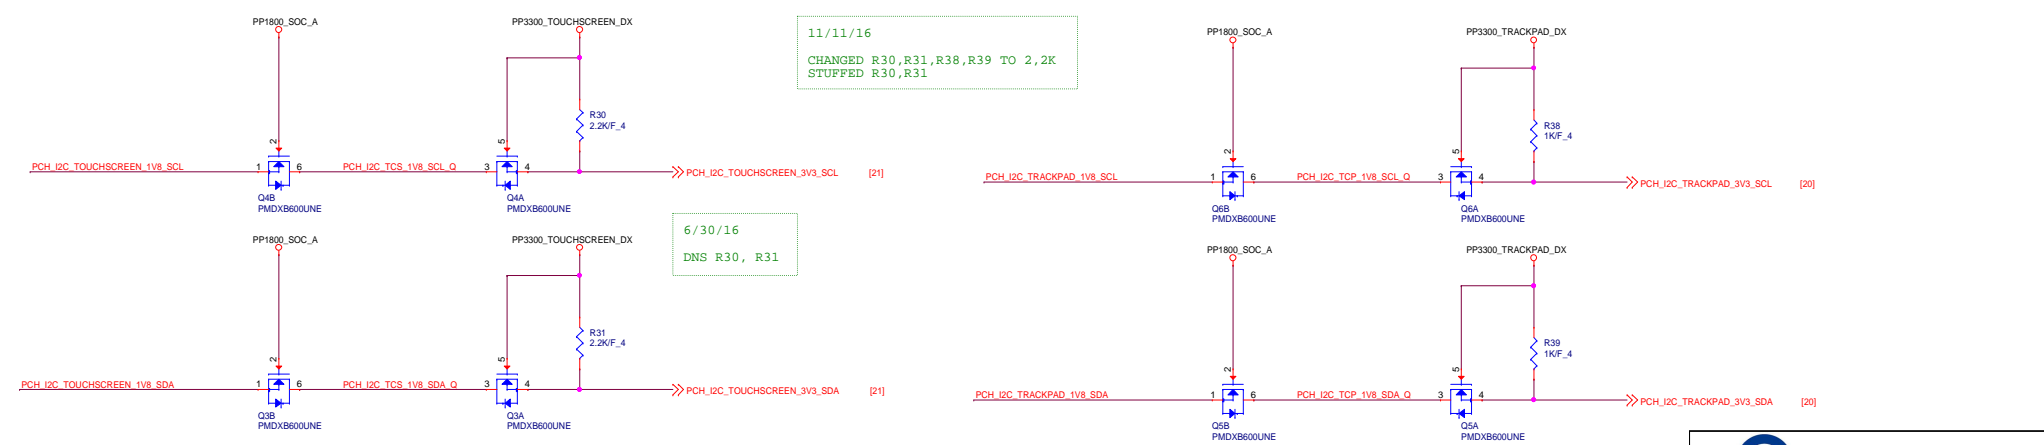 PP1800_SOC_A
PP3300_TOUCHSCREEN_DX
11/11/16
CHANGED R30,R31,R38,R39 TO 2,2K
STUFFED R30,R31
PP1800_SOC_A
PP3300_TRACKPAD_DX
R30
2.2K/F_4
R38
1K/F_4
2
5
PCH_I2C_TOUCHSCREEN_1V8_SCL
1
6
PCH_I2C_TCS_1V8_SCL_Q
3
4
PCH_I2C_TOUCHSCREEN_3V3_SCL
[21]
Q4B
PMDXB600UNE
Q4A
PMDXB600UNE
2
5
PCH_I2C_TRACKPAD_1V8_SCL
1
6
PCH_I2C_TCP_1V8_SCL_Q
3
4
PCH_I2C_TRACKPAD_3V3_SCL
[20]
Q6B
PMDXB600UNE
Q6A
PMDXB600UNE
6/30/16
DNS R30, R31
PP1800_SOC_A
PP3300_TOUCHSCREEN_DX
PP1800_SOC_A
PP3300_TRACKPAD_DX
R31
2.2K/F_4
R39
1K/F_4
2
5
PCH_I2C_TOUCHSCREEN_1V8_SDA
1
6
PCH_I2C_TCS_1V8_SDA_Q
3
4
PCH_I2C_TOUCHSCREEN_3V3_SDA
[21]
Q3B
PMDXB600UNE
Q3A
PMDXB600UNE
2
5
PCH_I2C_TRACKPAD_1V8_SDA
1
6
PCH_I2C_TCP_1V8_SDA_Q
3
4
PCH_I2C_TRACKPAD_3V3_SDA
[20]
Q5B
PMDXB600UNE
Q5A
PMDXB600UNE